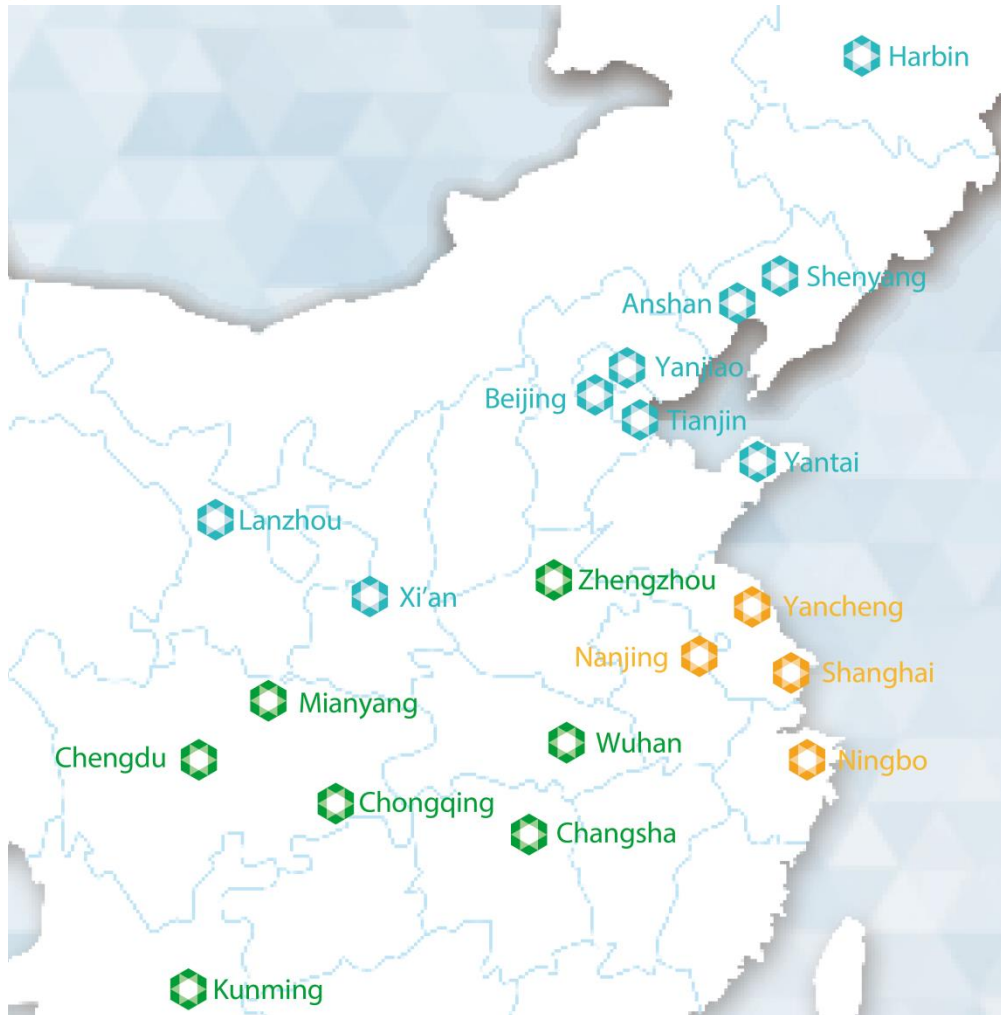 Harbin
Shenyang
Anshan
Yanjiao
Beijing
Tianjin
Yantai
Lanzhou
Zhengzhou
Xi'an
Yancheng
Nanjing
Shanghai
Mianyang
Wuhan
Chengdu
Ningbo
Chongqing
Changsha
Kunming